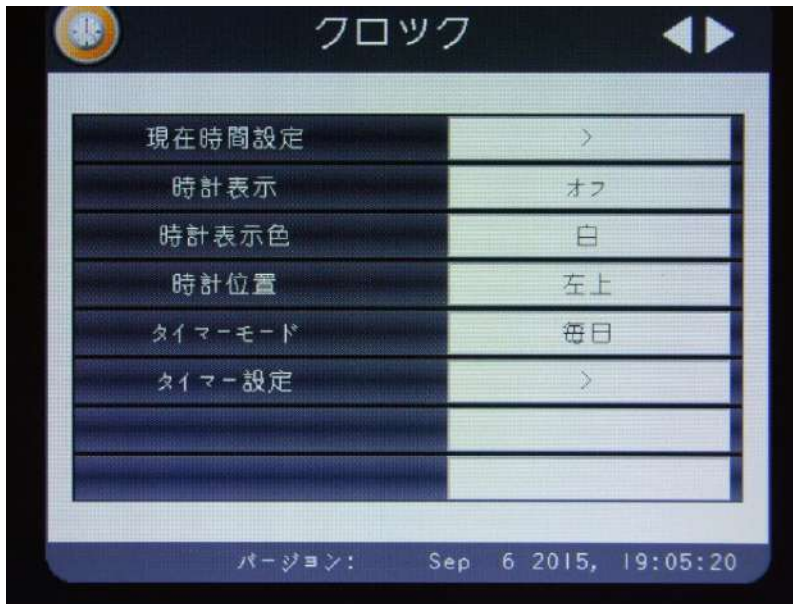 クロック
現在時間設定 >
時計表示 オフ
時計表示色 白
時計位置 左上
タイマーモード 毎日
タイマー設定 >
バージョン: Sep 6 2015, 19:05:20